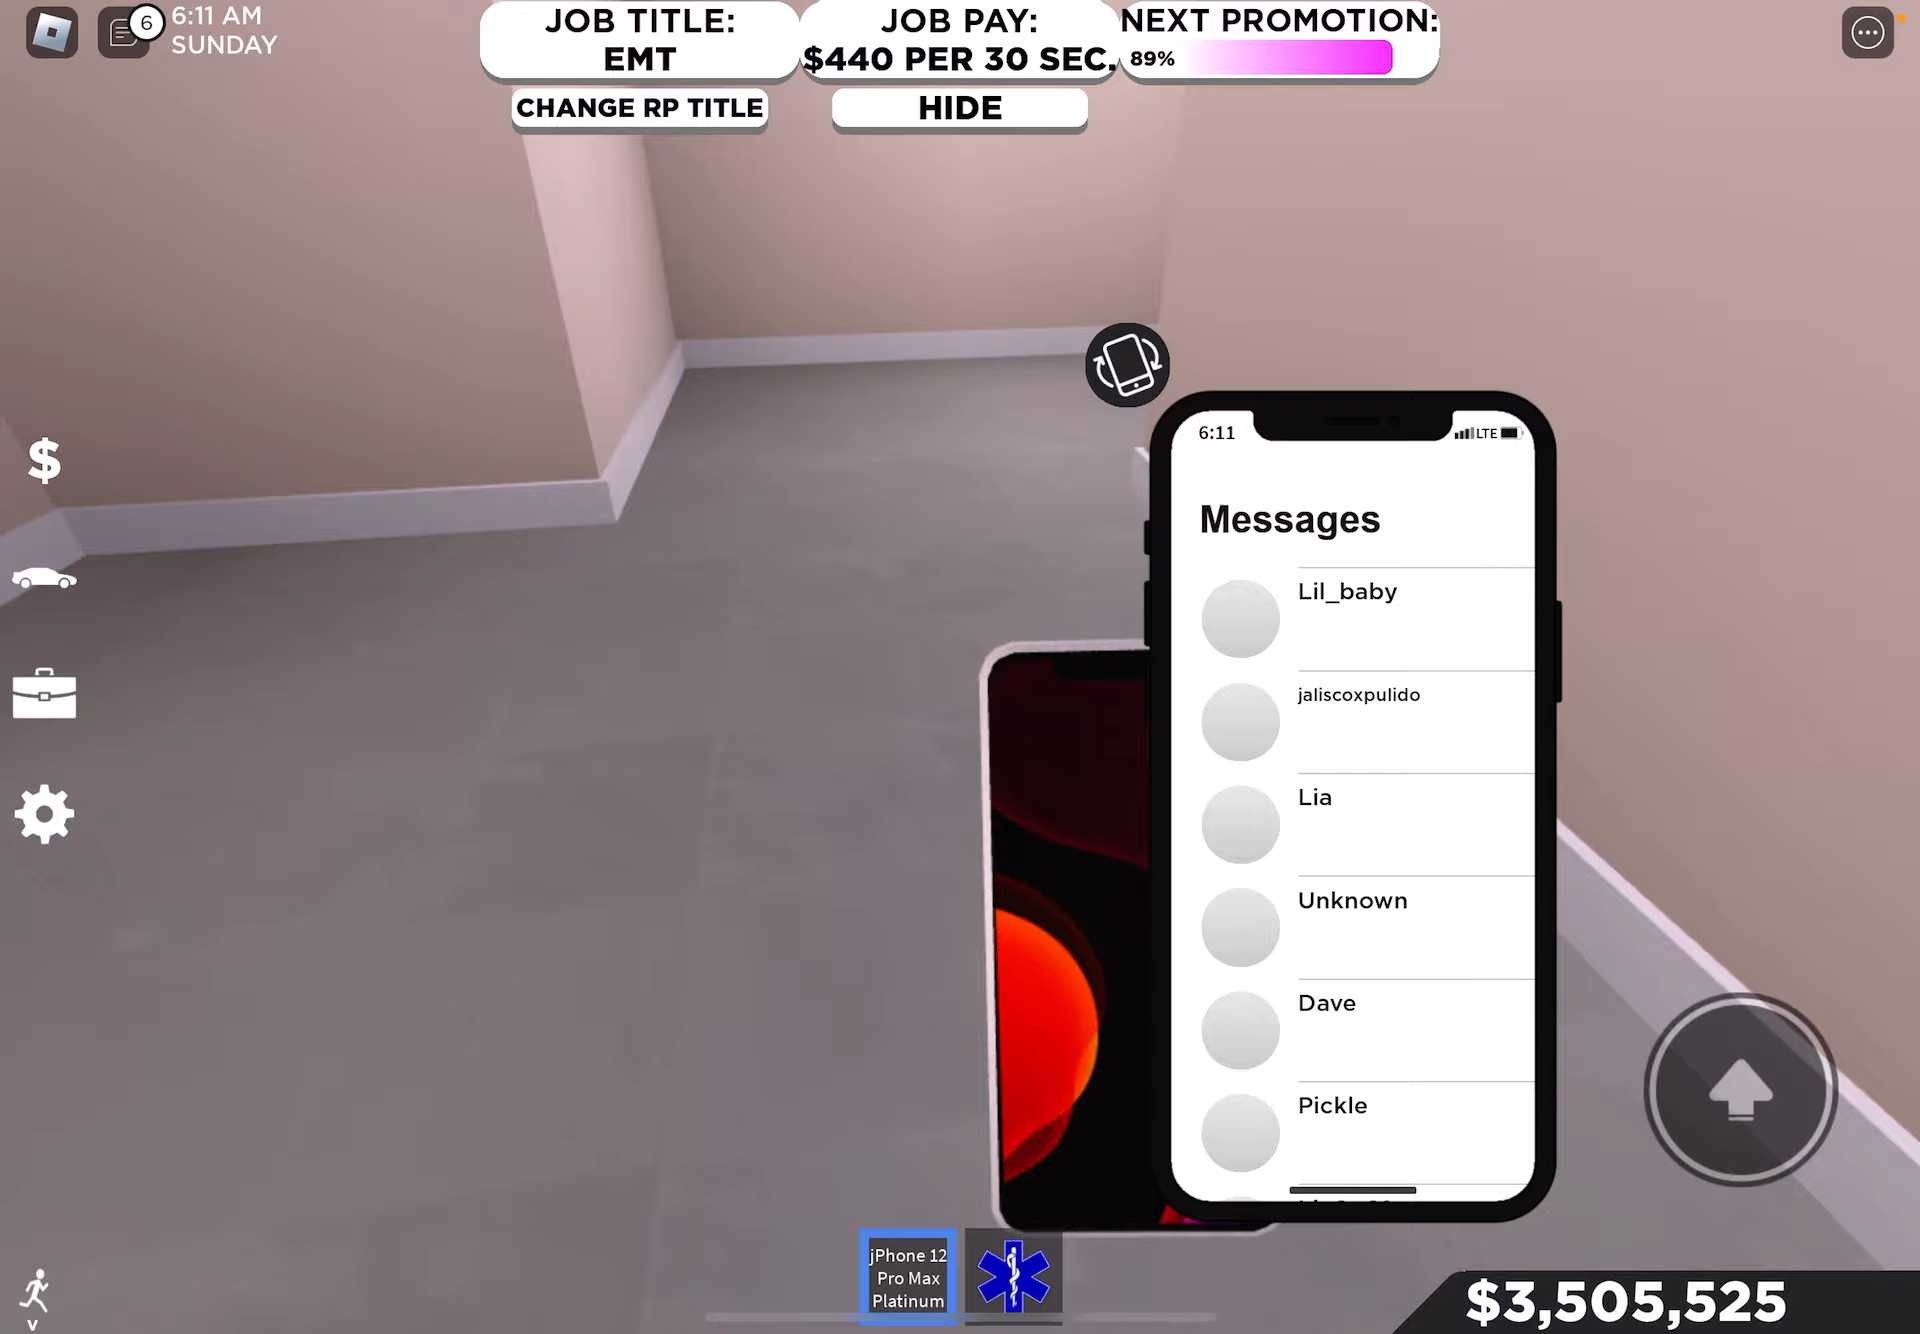 6
6:11 AM
SUNDAY
JOB TITLE:
EMT
JOB PAY:
$440 PER 30 SEC.
NEXT PROMOTION:
89%
CHANGE RP TITLE
HIDE
6:11
LTE
Messages
Lil_baby
jaliscoxpulido
Lia
Unknown
Dave
Pickle
jPhone 12
Pro Max
Platinum
$3,505,525
v